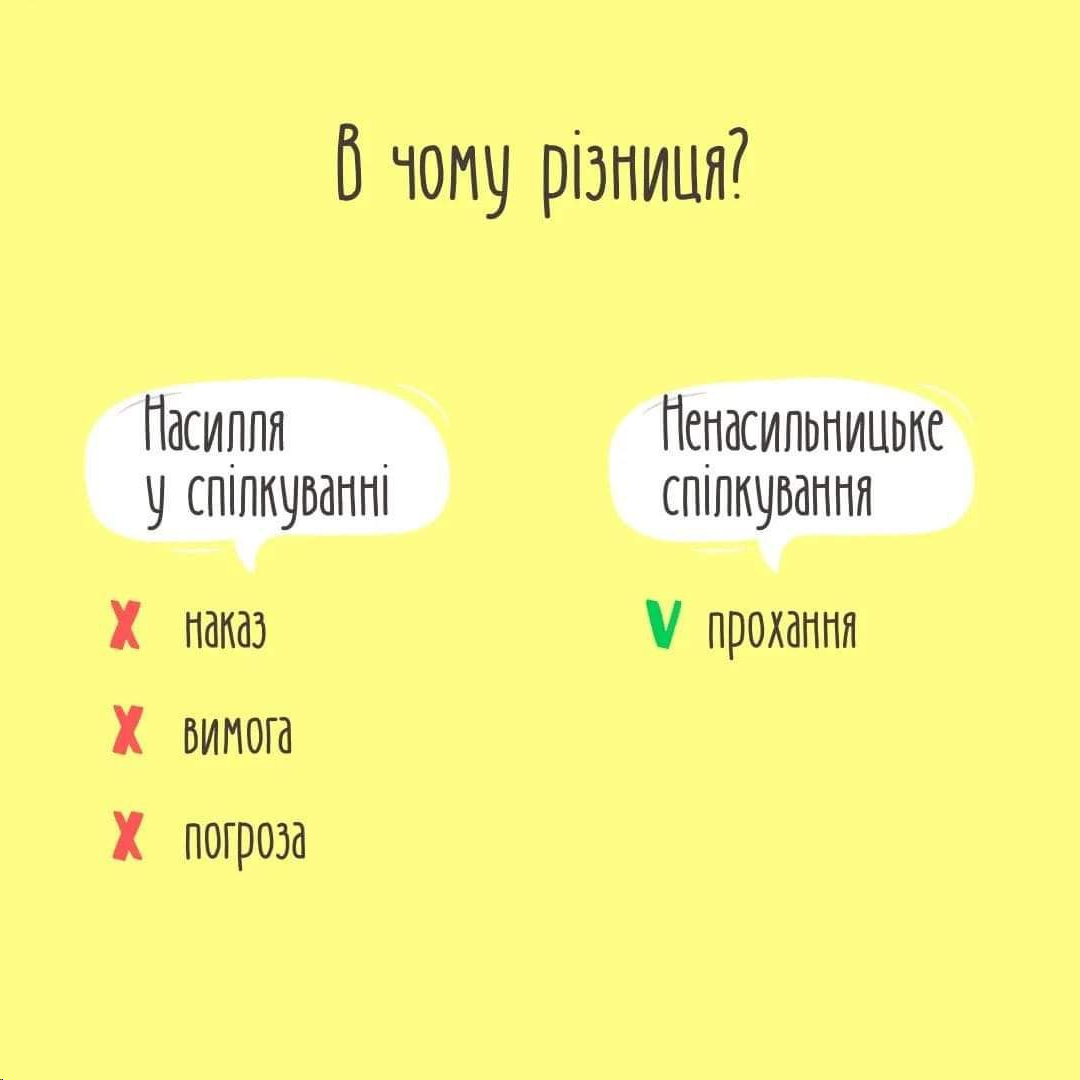 В чому різниця?
Насилля
у спілкуванні
X наказ
X вимога
X погроза
Ненасильницьке
спілкування
V прохання